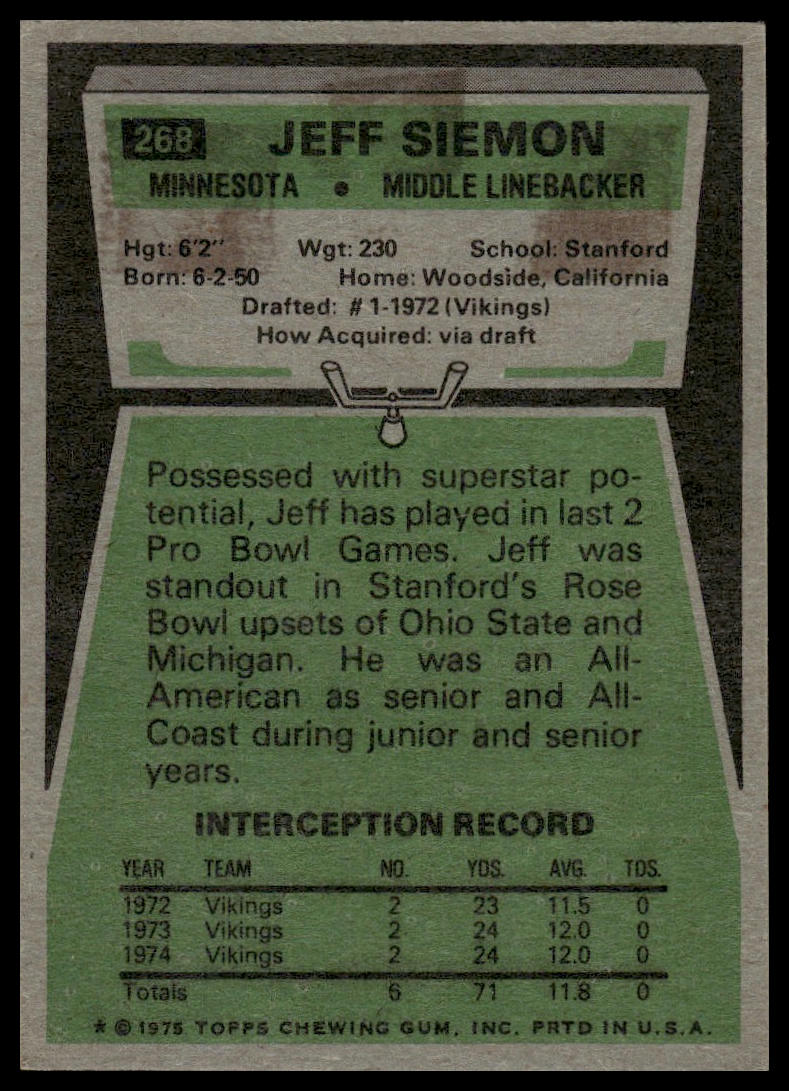 268 JEFF SIEMON
MINNESOTA • MIDDLE LINEBACKER
Hgt: 6'2" Wgt: 230 School: Stanford
Born: 6-2-50 Home: Woodside, California
Drafted: #1-1972 (Vikings)
How Acquired: via draft
Possessed with superstar po-
tential, Jeff has played in last 2
Pro Bowl Games. Jeff was
standout in Stanford's Rose
Bowl upsets of Ohio State and
Michigan. He was an All-
American as senior and All-
Coast during junior and senior
years.
INTERCEPTION RECORD
YEAR TEAM NO. YDS. AVG. TDS.
1972 Vikings 2 23 11.5 0
1973 Vikings 2 24 12.0 0
1974 Vikings 2 24 12.0 0
Totals 6 71 11.8 0
* © 1975 TOPPS CHEWING GUM, INC. PRTD IN U.S.A.